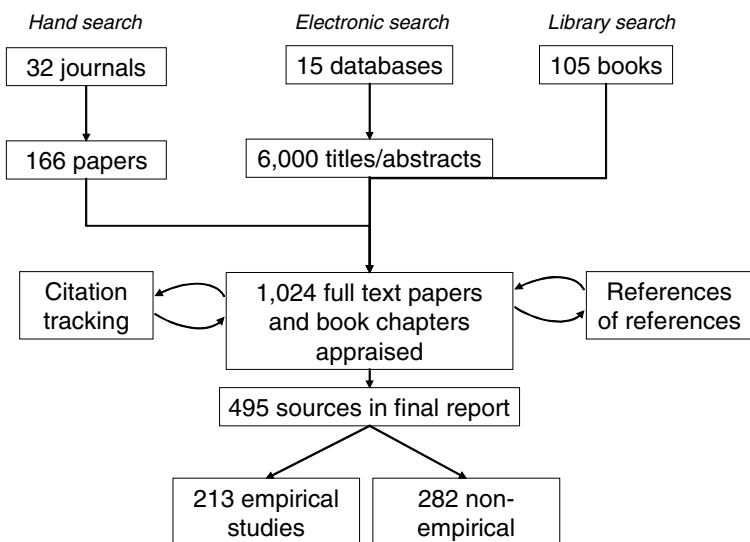 Hand search
Electronic search
Library search
32 journals
15 databases
105 books
166 papers
6,000 titles/abstracts
Citation
tracking
1,024 full text papers
and book chapters
appraised
References
of references
495 sources in final report
213 empirical
studies
282 non-
empirical